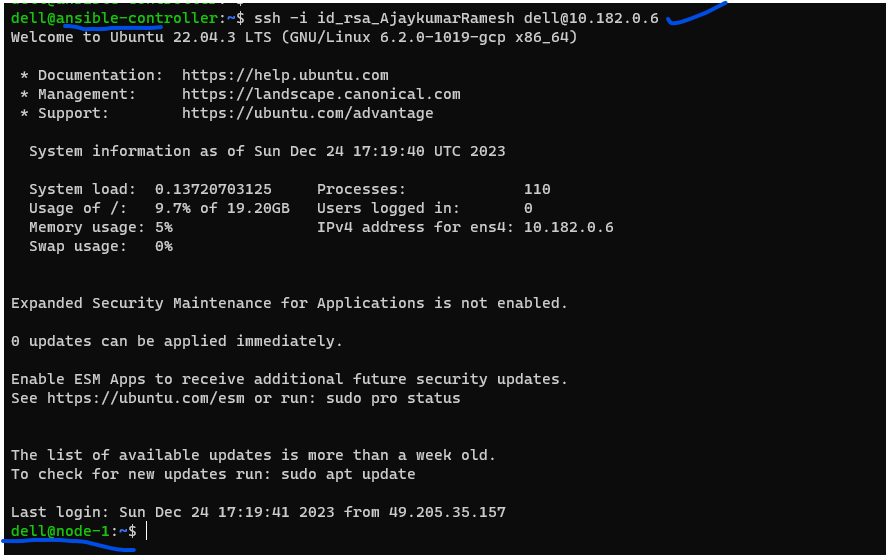 dell@ansible-controller:~$ ssh -i id_rsa_AjaykumarRamesh dell@10.182.0.6
Welcome to Ubuntu 22.04.3 LTS (GNU/Linux 6.2.0-1019-gcp x86_64)
* Documentation:  https://help.ubuntu.com
* Management:     https://landscape.canonical.com
* Support:        https://ubuntu.com/advantage
System information as of Sun Dec 24 17:19:40 UTC 2023
System load:  0.13720703125     Processes:             110
Usage of /:   9.7% of 19.20GB   Users logged in:       0
Memory usage: 5%                IPv4 address for ens4: 10.182.0.6
Swap usage:   0%
Expanded Security Maintenance for Applications is not enabled.
0 updates can be applied immediately.
Enable ESM Apps to receive additional future security updates.
See https://ubuntu.com/esm or run: sudo pro status
The list of available updates is more than a week old.
To check for new updates run: sudo apt update
Last login: Sun Dec 24 17:19:41 2023 from 49.205.35.157
dell@node-1:~$